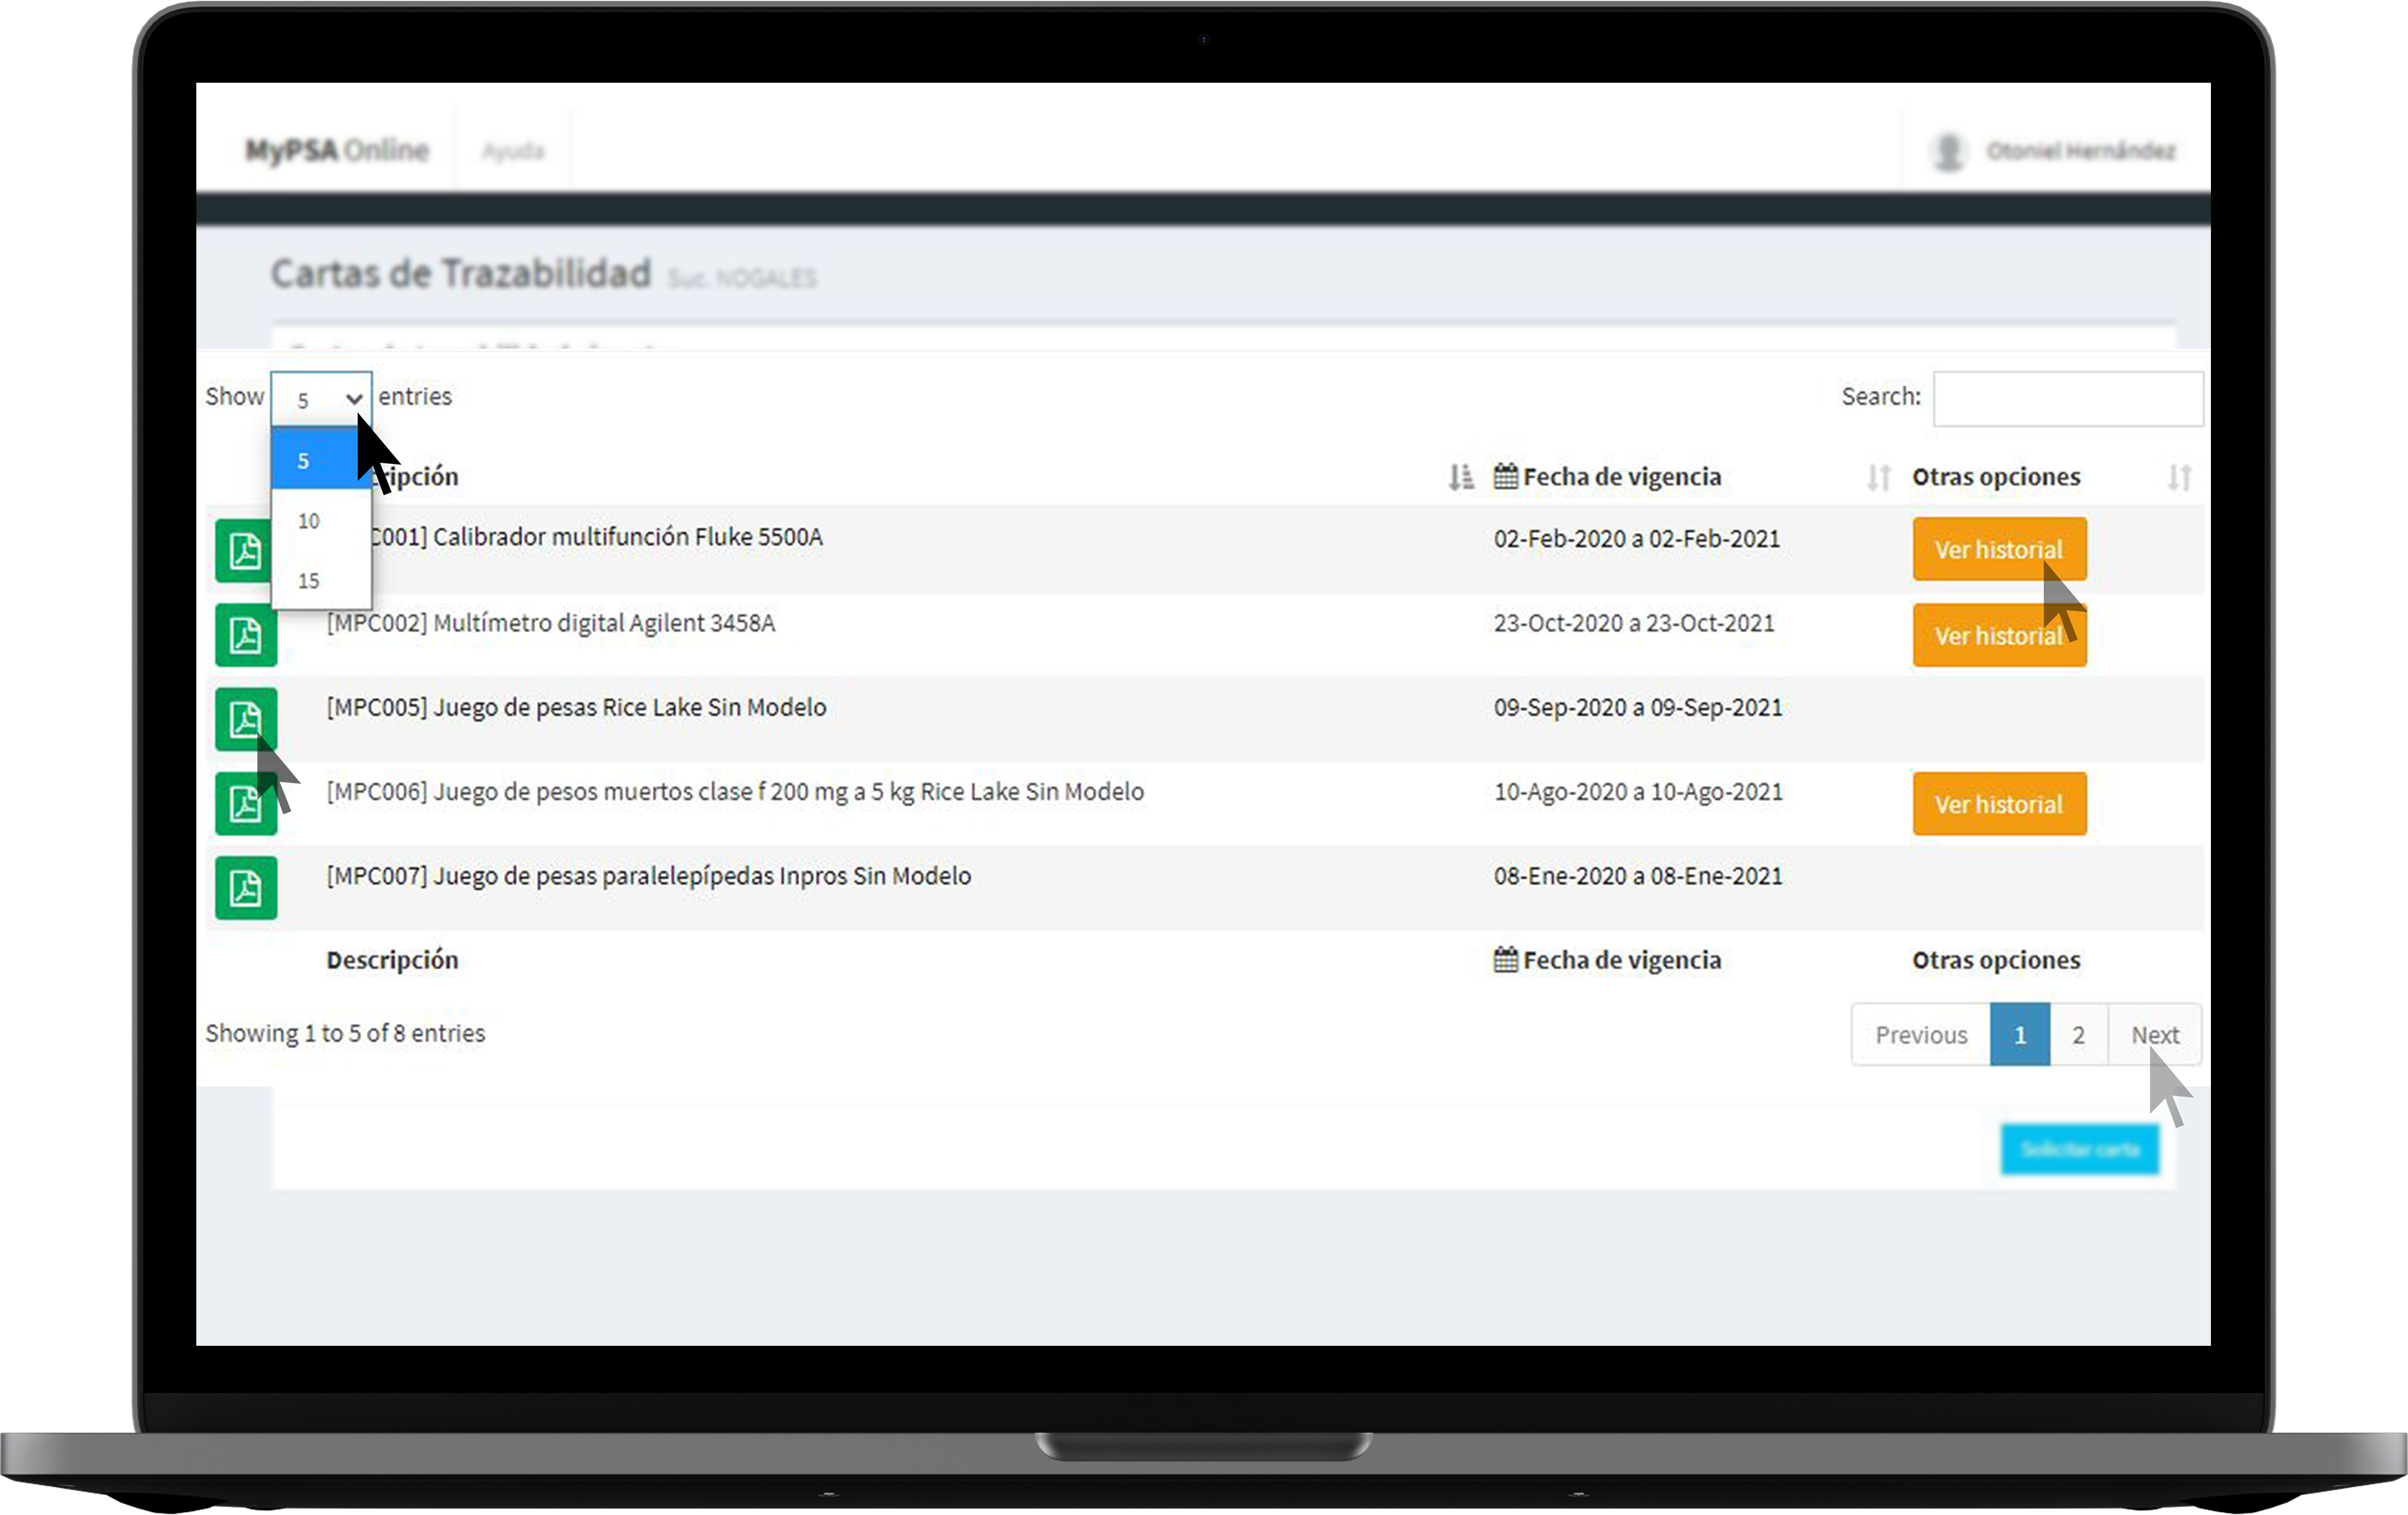 MyPSA Online Ayuda Otoniel Hernández
Cartas de Trazabilidad Suc. NOGALES
Show 5 entries Search:
5
10
15
ripción Fecha de vigencia Otras opciones
C001] Calibrador multifunción Fluke 5500A 02-Feb-2020 a 02-Feb-2021 Ver historial
[MPC002] Multímetro digital Agilent 3458A 23-Oct-2020 a 23-Oct-2021 Ver historial
[MPC005] Juego de pesas Rice Lake Sin Modelo 09-Sep-2020 a 09-Sep-2021
[MPC006] Juego de pesos muertos clase f 200 mg a 5 kg Rice Lake Sin Modelo 10-Ago-2020 a 10-Ago-2021 Ver historial
[MPC007] Juego de pesas paralelepípedas Inpros Sin Modelo 08-Ene-2020 a 08-Ene-2021
Descripción Fecha de vigencia Otras opciones
Showing 1 to 5 of 8 entries Previous 1 2 Next
Solicitar carta